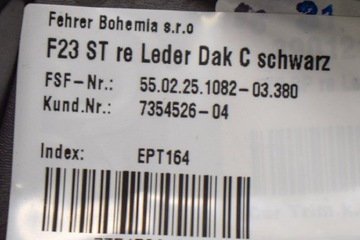 Fehrer Bohemia s.r.o
F23 ST re Leder Dak C schwarz
FSF-Nr.: 55.02.25.1082-03.380
Kund.Nr.: 7354526-04
Index: EPT164